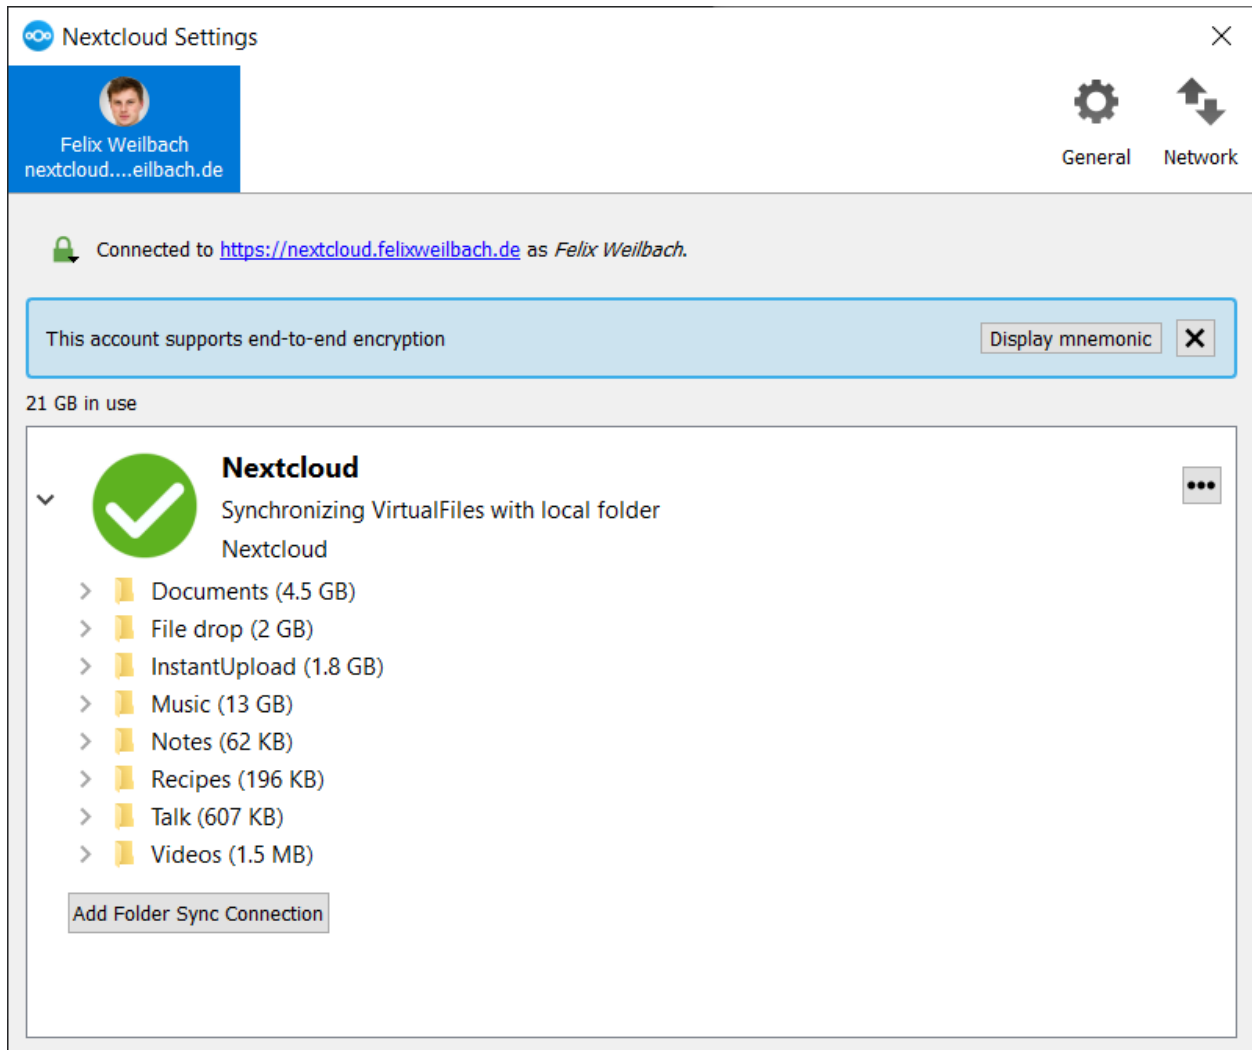 Nextcloud Settings
Felix Weilbach
nextcloud....eilbach.de
General
Network
Connected to https://nextcloud.felixweilbach.de as Felix Weilbach.
This account supports end-to-end encryption
Display mnemonic
21 GB in use
Nextcloud
Synchronizing VirtualFiles with local folder
Nextcloud
Documents (4.5 GB)
File drop (2 GB)
InstantUpload (1.8 GB)
Music (13 GB)
Notes (62 KB)
Recipes (196 KB)
Talk (607 KB)
Videos (1.5 MB)
Add Folder Sync Connection